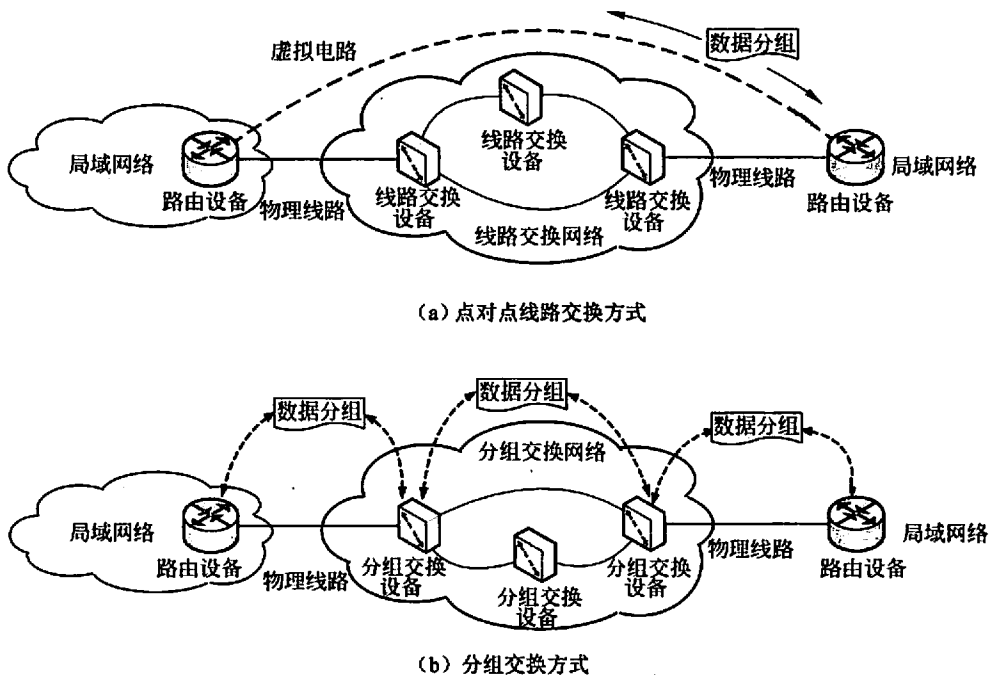 数据分组
虚拟电路
线路交换
设备
局域网络
路由设备
物理线路
线路交换
设备
线路交换网络
线路交换
设备
物理线路
局域网络
路由设备
(a) 点对点线路交换方式
数据分组
数据分组
数据分组
分组交换网络
局域网络
路由设备
物理线路
分组交换
设备
分组交换
设备
分组交换
设备
物理线路
局域网络
路由设备
(b) 分组交换方式